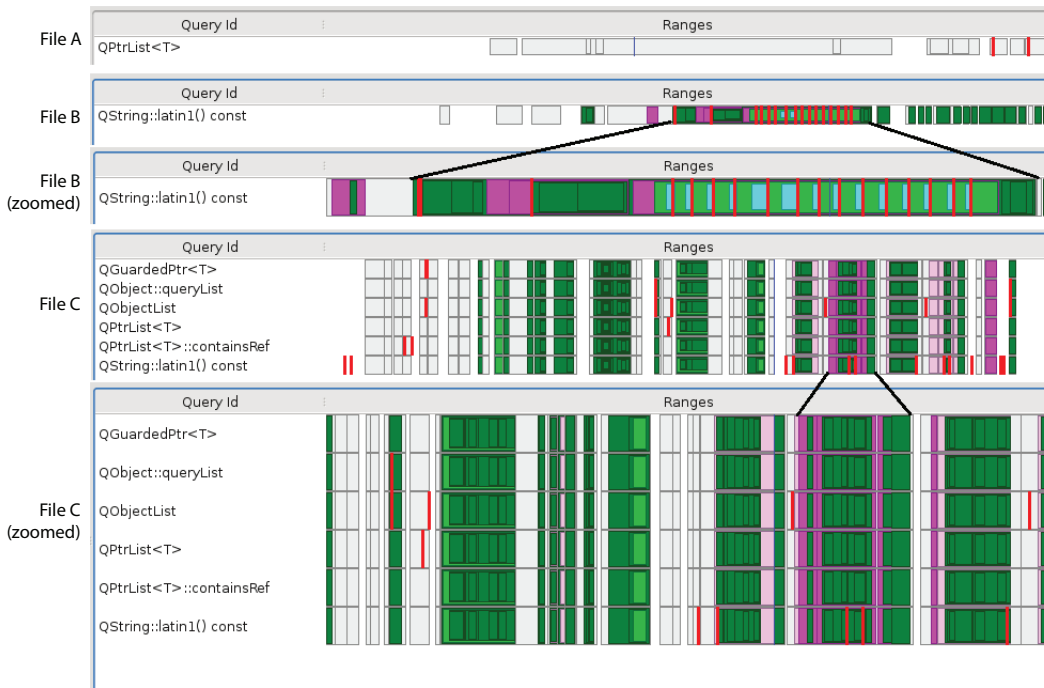 File A
Query Id Ranges
QPtrList<T>
File B
Query Id Ranges
QString::latin1() const
File B
(zoomed)
Query Id Ranges
QString::latin1() const
File C
Query Id Ranges
QGuardedPtr<T>
QObject::queryList
QObjectList
QPtrList<T>
QPtrList<T>::containsRef
QString::latin1() const
File C
(zoomed)
Query Id Ranges
QGuardedPtr<T>
QObject::queryList
QObjectList
QPtrList<T>
QPtrList<T>::containsRef
QString::latin1() const